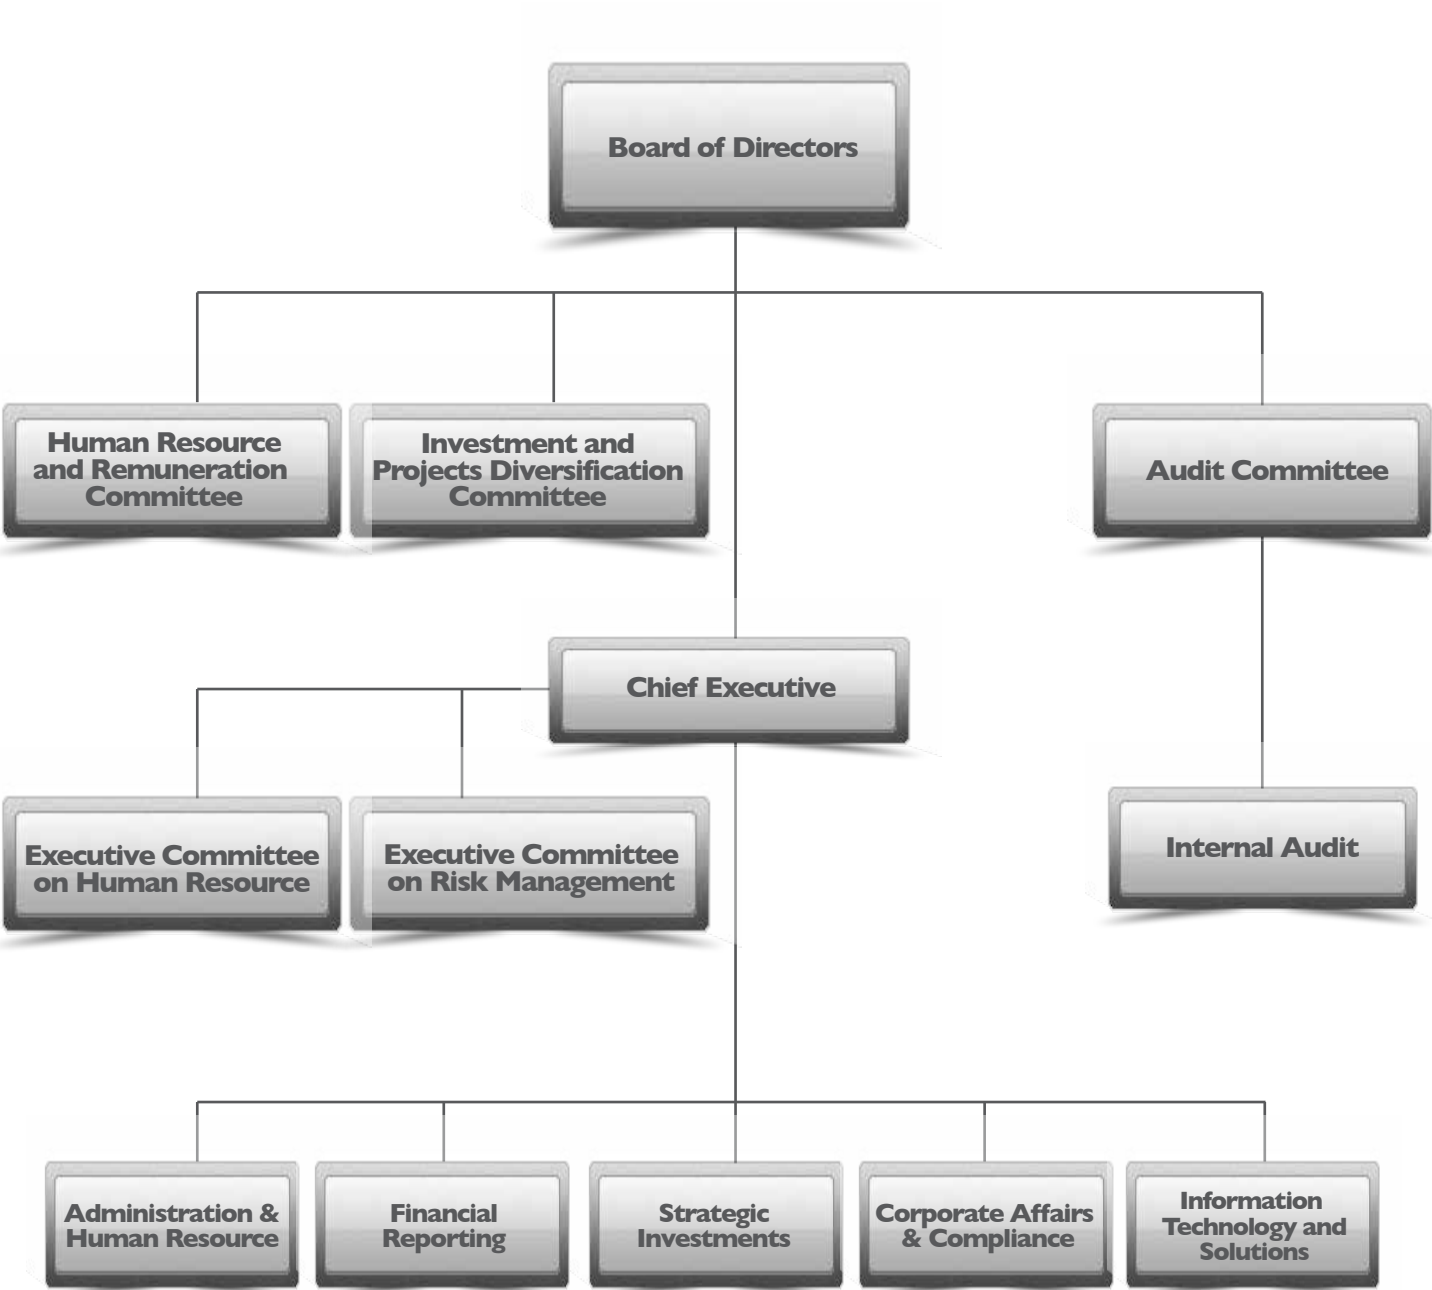 Board of Directors
Human Resource
and Remuneration
Committee
Investment and
Projects Diversification
Committee
Audit Committee
Chief Executive
Executive Committee
on Human Resource
Executive Committee
on Risk Management
Internal Audit
Administration &
Human Resource
Financial
Reporting
Strategic
Investments
Corporate Affairs
& Compliance
Information
Technology and
Solutions